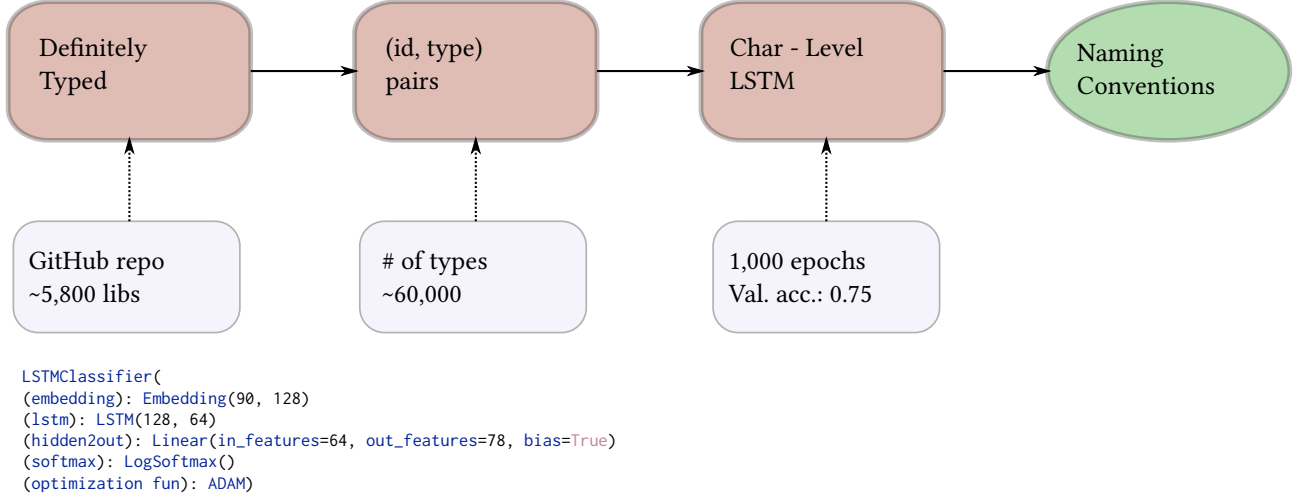 Definitely
Typed
(id, type)
pairs
Char - Level
LSTM
Naming
Conventions
GitHub repo
~5,800 libs
# of types
~60,000
1,000 epochs
Val. acc.: 0.75
LSTMClassifier(
(embedding): Embedding(90, 128)
(lstm): LSTM(128, 64)
(hidden2out): Linear(in_features=64, out_features=78, bias=True)
(softmax): LogSoftmax()
(optimization fun): ADAM)